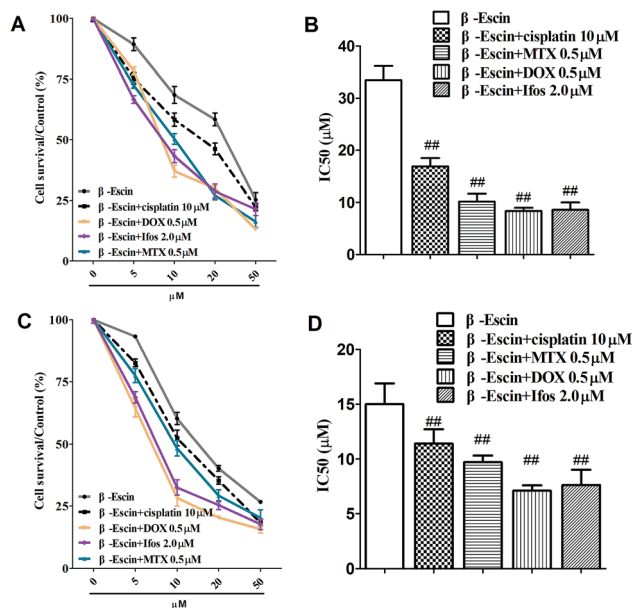 A
100
75
50
25
0
Cell survival/Control (%)
β -Escin
β -Escin+cisplatin 10 μM
β -Escin+DOX 0.5μM
β -Escin+Ifos 2.0μM
β -Escin+MTX 0.5μM
0 5 10 20 50
μM
B
β -Escin
β -Escin+cisplatin 10 μM
β -Escin+MTX 0.5μM
β -Escin+DOX 0.5μM
β -Escin+Ifos 2.0μM
40
30
20
10
0
IC50 (μM)
## ## ## ##
C
100
75
50
25
0
Cell survival/Control (%)
β -Escin
β -Escin+cisplatin 10 μM
β -Escin+DOX 0.5μM
β -Escin+Ifos 2.0μM
β -Escin+MTX 0.5μM
0 5 10 20 50
μM
D
β -Escin
β -Escin+cisplatin 10 μM
β -Escin+MTX 0.5μM
β -Escin+DOX 0.5μM
β -Escin+Ifos 2.0μM
20
15
10
5
0
IC50 (μM)
## ## ## ##